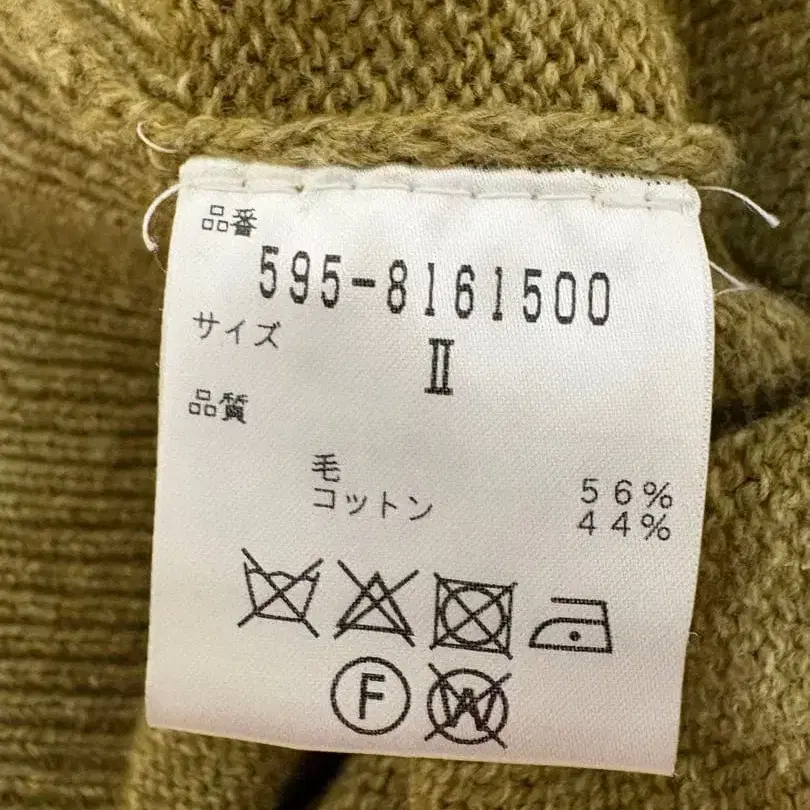 品番
595-8161500
サイズ
Ⅱ
品質
毛 56%
コットン 44%
F W